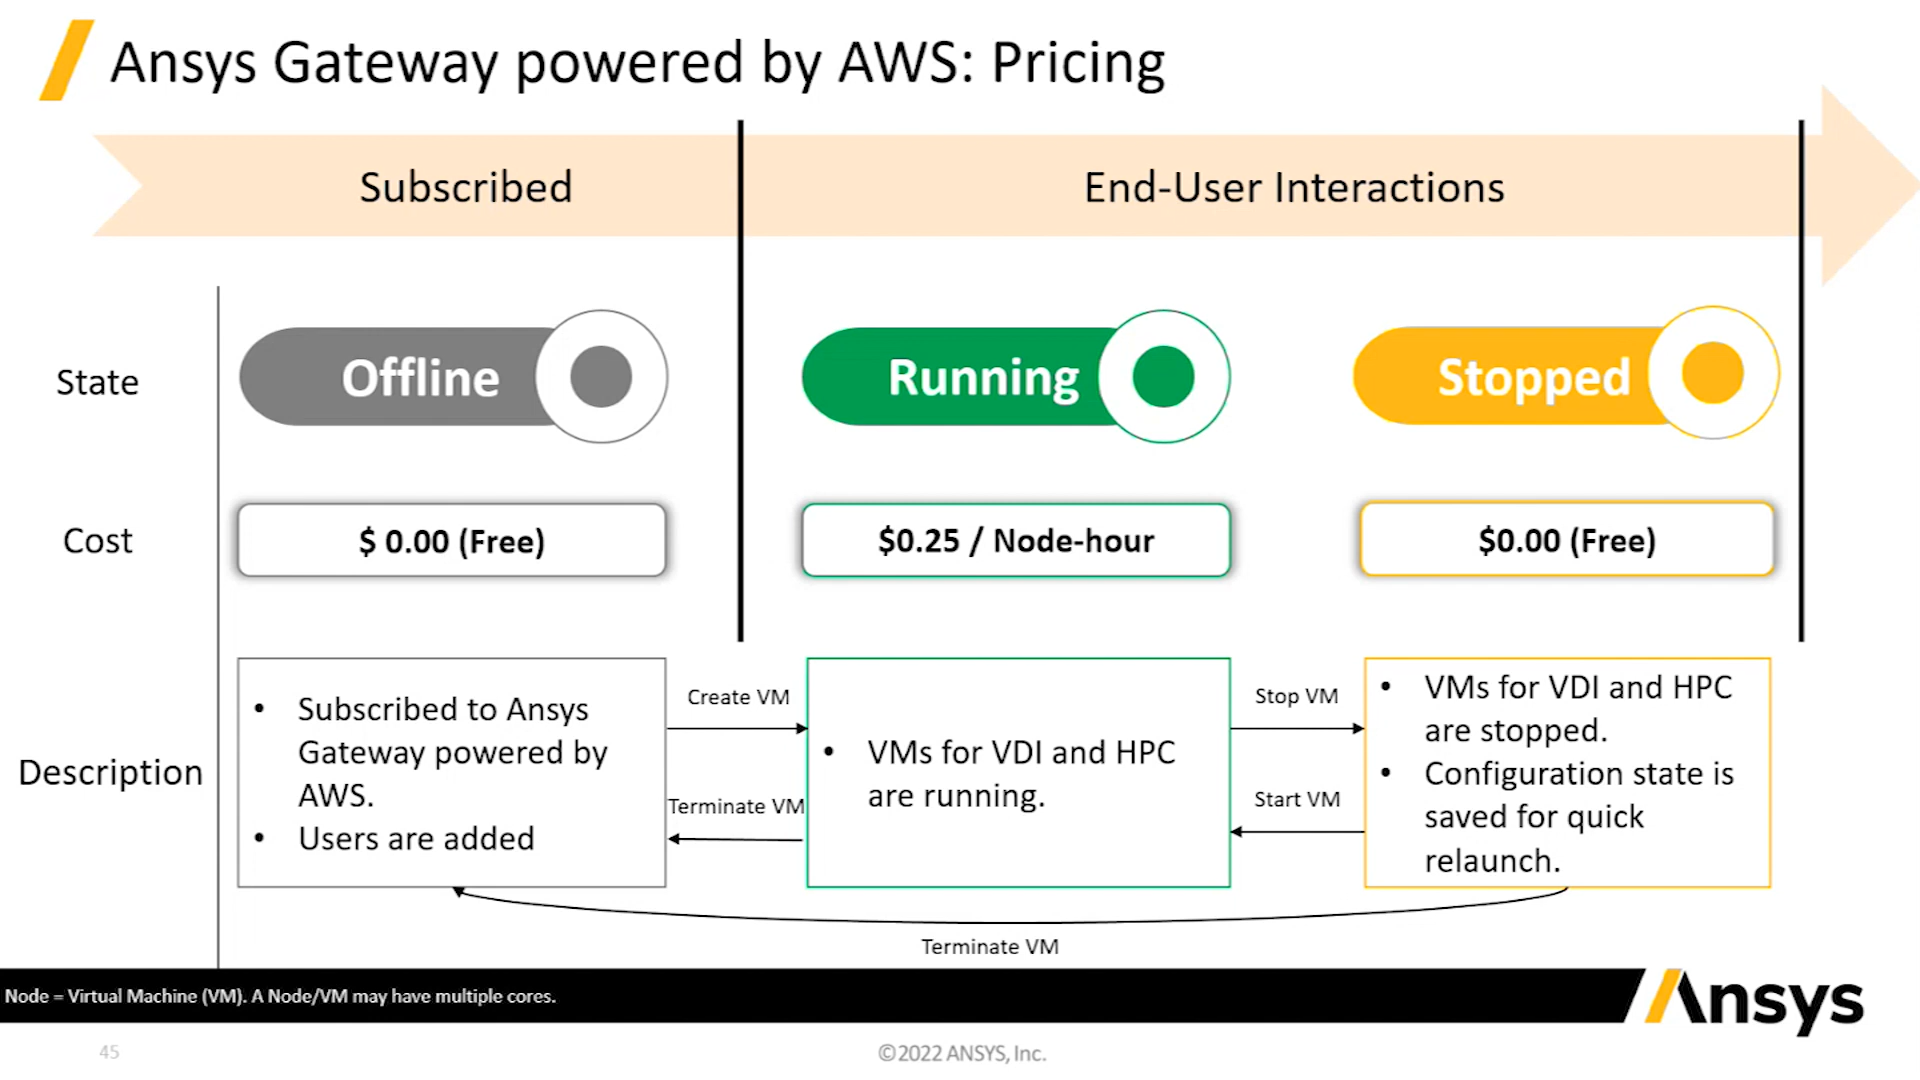 Ansys Gateway powered by AWS: Pricing
Subscribed
End-User Interactions
State
Offline
Running
Stopped
Cost
$ 0.00 (Free)
$0.25 / Node-hour
$0.00 (Free)
Description
• Subscribed to Ansys
Gateway powered by
AWS.
• Users are added
Create VM
Terminate VM
• VMs for VDI and HPC
are running.
Stop VM
Start VM
• VMs for VDI and HPC
are stopped.
• Configuration state is
saved for quick
relaunch.
Terminate VM
Node = Virtual Machine (VM). A Node/VM may have multiple cores.
Ansys
45
©2022 ANSYS, Inc.